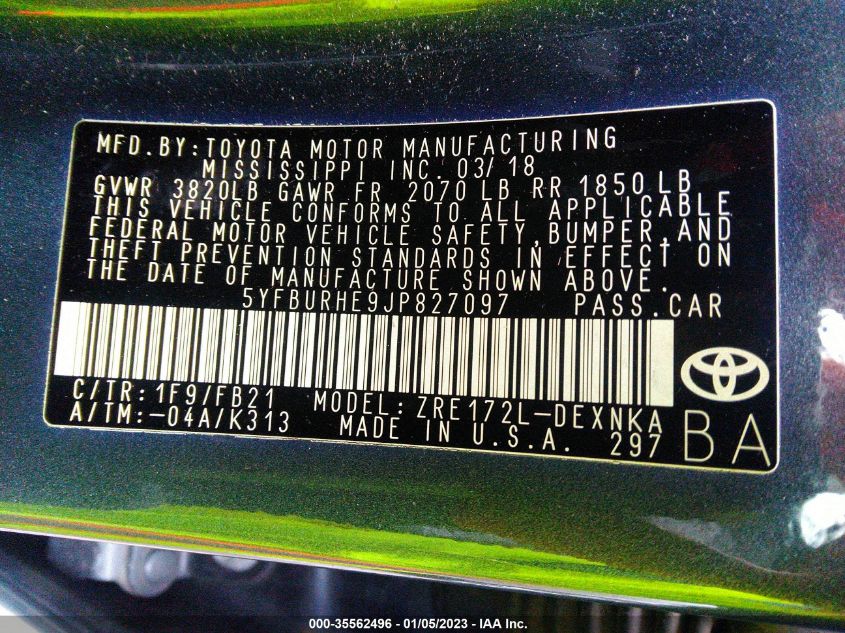 MFD.BY:TOYOTA MOTOR MANUFACTURING
MISSISSIPPI INC. 03/18
GVWR 3820LB GAWR FR 2070 LB RR 1850 LB
THIS VEHICLE CONFORMS TO ALL APPLICABLE
FEDERAL MOTOR VEHICLE SAFETY,BUMPER,AND
THEFT PREVENTION STANDARDS IN EFFECT ON
THE DATE OF MANUFACTURE SHOWN ABOVE.
5YFBURHE9JP827097 PASS.CAR
C/TR:1F9/FB21 MODEL:ZRE172L-DEXNKA
A/TM:-04A/K313 MADE IN U.S.A. 297
BA
000-35562496 - 01/05/2023 - IAA Inc.